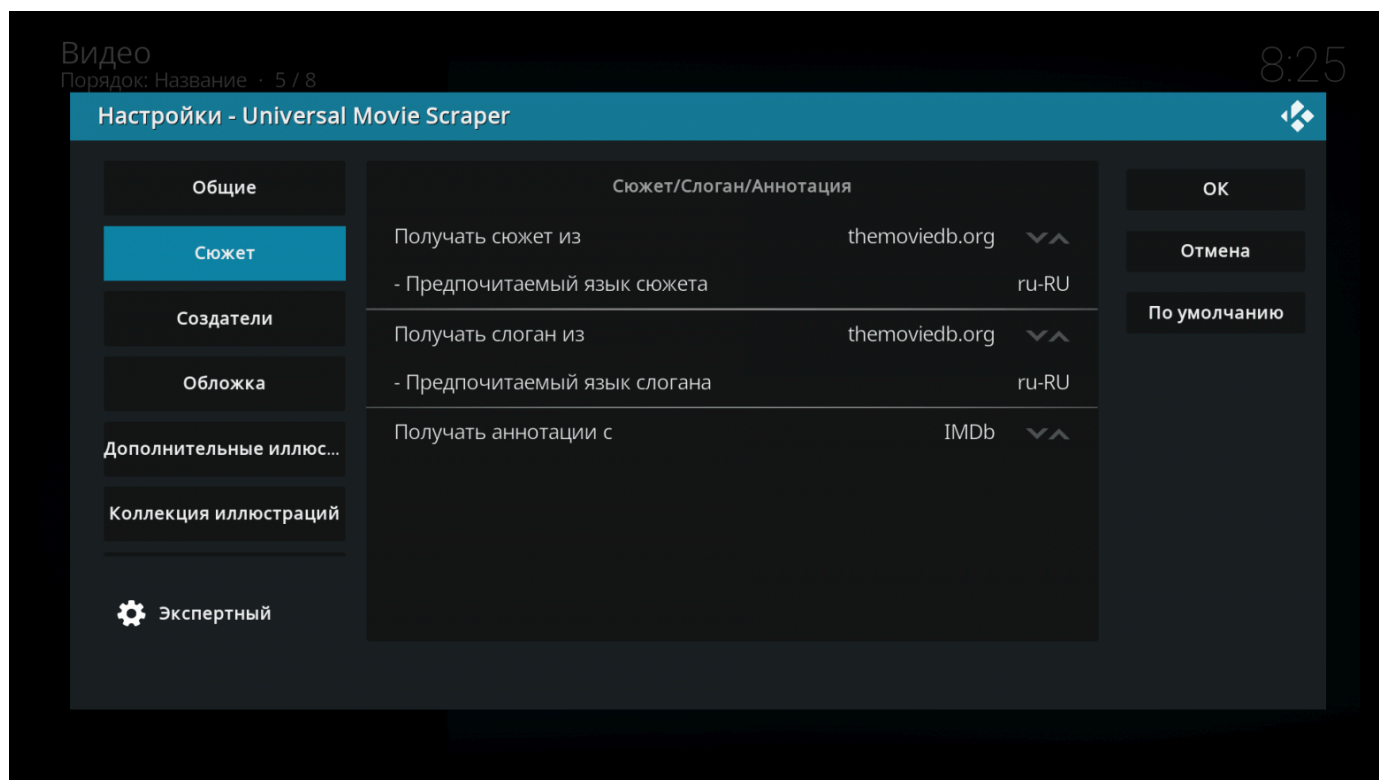 Видео
Порядок: Название · 5 / 8
8:25
Настройки - Universal Movie Scraper
Общие
Сюжет
Создатели
Обложка
Дополнительные иллюс...
Коллекция иллюстраций
Экспертный
Сюжет/Слоган/Аннотация
Получать сюжет из themoviedb.org
- Предпочитаемый язык сюжета ru-RU
Получать слоган из themoviedb.org
- Предпочитаемый язык слогана ru-RU
Получать аннотации с IMDb
ОК
Отмена
По умолчанию